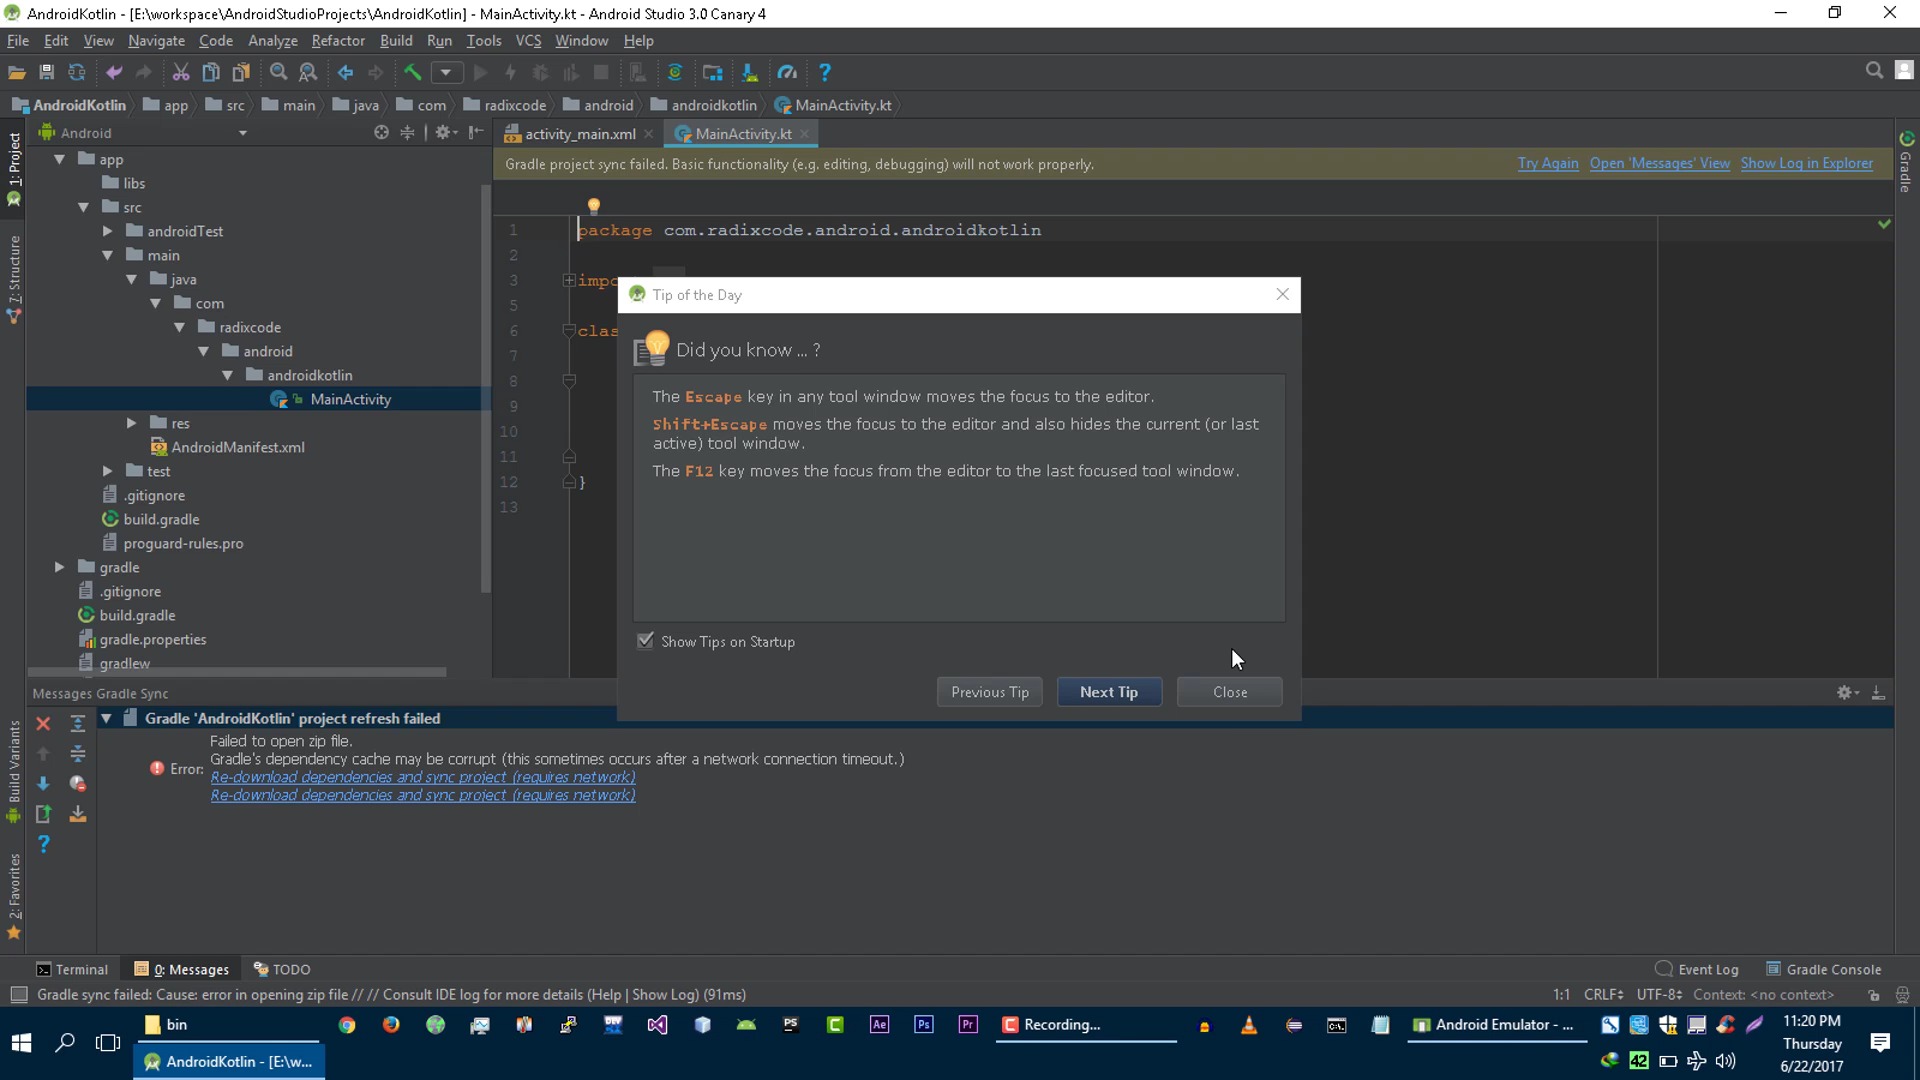 AndroidKotlin - [E:\workspace\AndroidStudioProjects\AndroidKotlin] - MainActivity.kt - Android Studio 3.0 Canary 4
File Edit View Navigate Code Analyze Refactor Build Run Tools VCS Window Help
AndroidKotlin app src main java com radixcode android androidkotlin MainActivity.kt
1: Project
7: Structure
Build Variants
2: Favorites
Android
app
libs
src
androidTest
main
java
com
radixcode
android
androidkotlin
MainActivity
res
AndroidManifest.xml
test
.gitignore
build.gradle
proguard-rules.pro
gradle
.gitignore
build.gradle
gradle.properties
gradlew
activity_main.xml MainActivity.kt
Gradle project sync failed. Basic functionality (e.g. editing, debugging) will not work properly. Try Again Open 'Messages' View Show Log in Explorer
Gradle
1 package com.radixcode.android.androidkotlin
2
3 impo
5
6 clas
7
8
9
10
11
12 }
13
Tip of the Day
Did you know ... ?
The Escape key in any tool window moves the focus to the editor.
Shift+Escape moves the focus to the editor and also hides the current (or last
active) tool window.
The F12 key moves the focus from the editor to the last focused tool window.
Show Tips on Startup
Previous Tip Next Tip Close
Messages Gradle Sync
Gradle 'AndroidKotlin' project refresh failed
Error:
Failed to open zip file.
Gradle's dependency cache may be corrupt (this sometimes occurs after a network connection timeout.)
Re-download dependencies and sync project (requires network)
Re-download dependencies and sync project (requires network)
Terminal 0: Messages TODO Event Log Gradle Console
Gradle sync failed: Cause: error in opening zip file // // Consult IDE log for more details (Help | Show Log) (91ms) 1:1 CRLF UTF-8 Context: <no context>
bin
PS
Ae
Ps
Pr
Recording...
Android Emulator - ...
AndroidKotlin - [E:\w...
42
11:20 PM
Thursday
6/22/2017